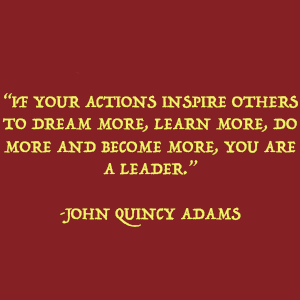 “IF YOUR ACTIONS INSPIRE OTHERS
TO DREAM MORE, LEARN MORE, DO
MORE AND BECOME MORE, YOU ARE
A LEADER.”
-JOHN QUINCY ADAMS